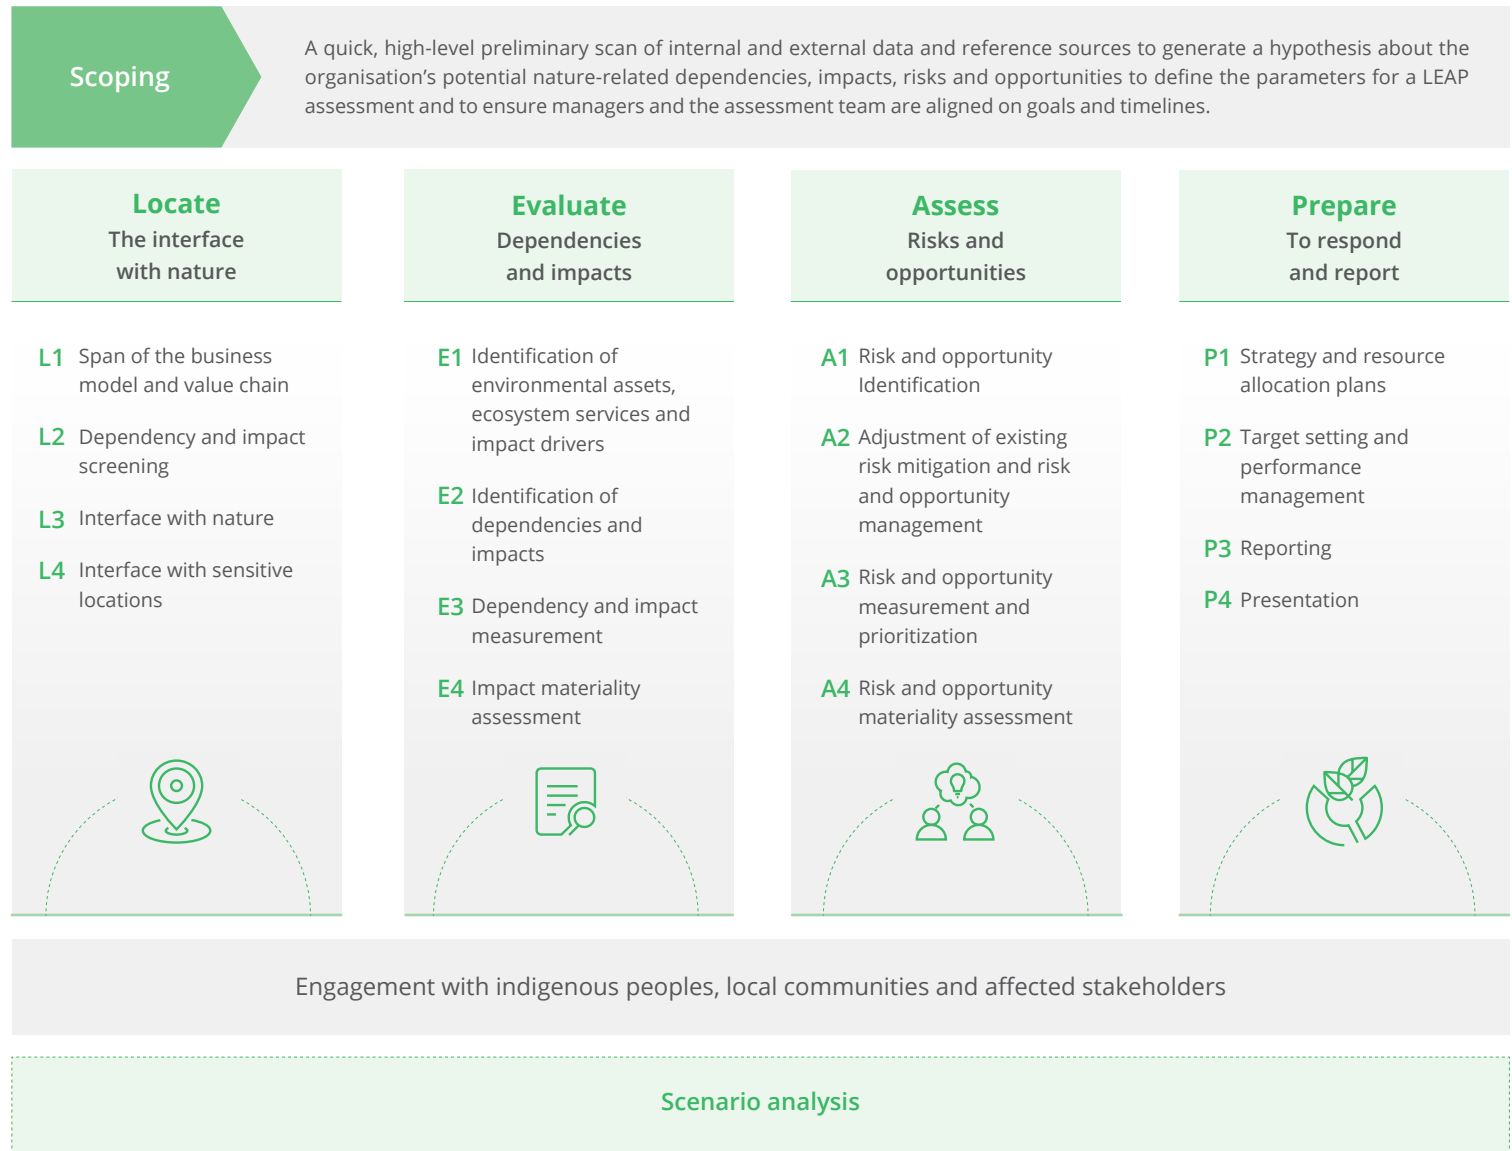 Scoping
A quick, high-level preliminary scan of internal and external data and reference sources to generate a hypothesis about the
organisation’s potential nature-related dependencies, impacts, risks and opportunities to define the parameters for a LEAP
assessment and to ensure managers and the assessment team are aligned on goals and timelines.
Locate
The interface
with nature
L1 Span of the business
model and value chain
L2 Dependency and impact
screening
L3 Interface with nature
L4 Interface with sensitive
locations
Evaluate
Dependencies
and impacts
E1 Identification of
environmental assets,
ecosystem services and
impact drivers
E2 Identification of
dependencies and
impacts
E3 Dependency and impact
measurement
E4 Impact materiality
assessment
Assess
Risks and
opportunities
A1 Risk and opportunity
Identification
A2 Adjustment of existing
risk mitigation and risk
and opportunity
management
A3 Risk and opportunity
measurement and
prioritization
A4 Risk and opportunity
materiality assessment
Prepare
To respond
and report
P1 Strategy and resource
allocation plans
P2 Target setting and
performance
management
P3 Reporting
P4 Presentation
Engagement with indigenous peoples, local communities and affected stakeholders
Scenario analysis